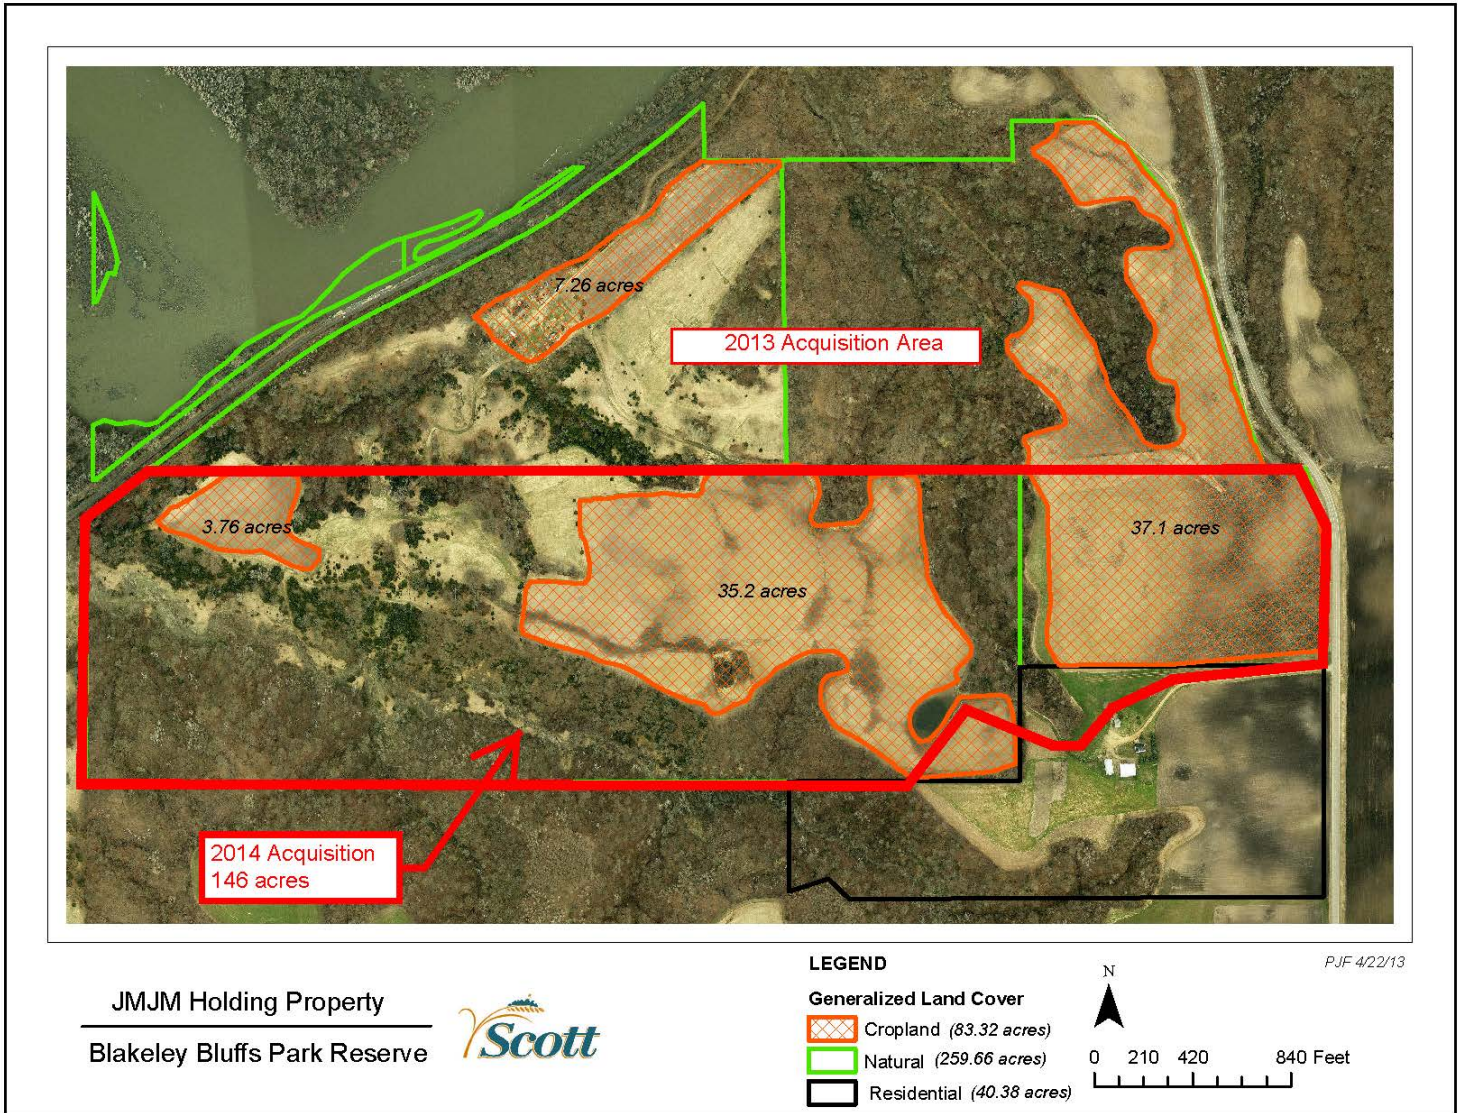 7.26 acres
2013 Acquisition Area
3.76 acres
37.1 acres
35.2 acres
2014 Acquisition
146 acres
JMJM Holding Property
Blakeley Bluffs Park Reserve
Scott
LEGEND
Generalized Land Cover
Cropland (83.32 acres)
Natural (259.66 acres)
Residential (40.38 acres)
PJF 4/22/13
N
0 210 420 840 Feet